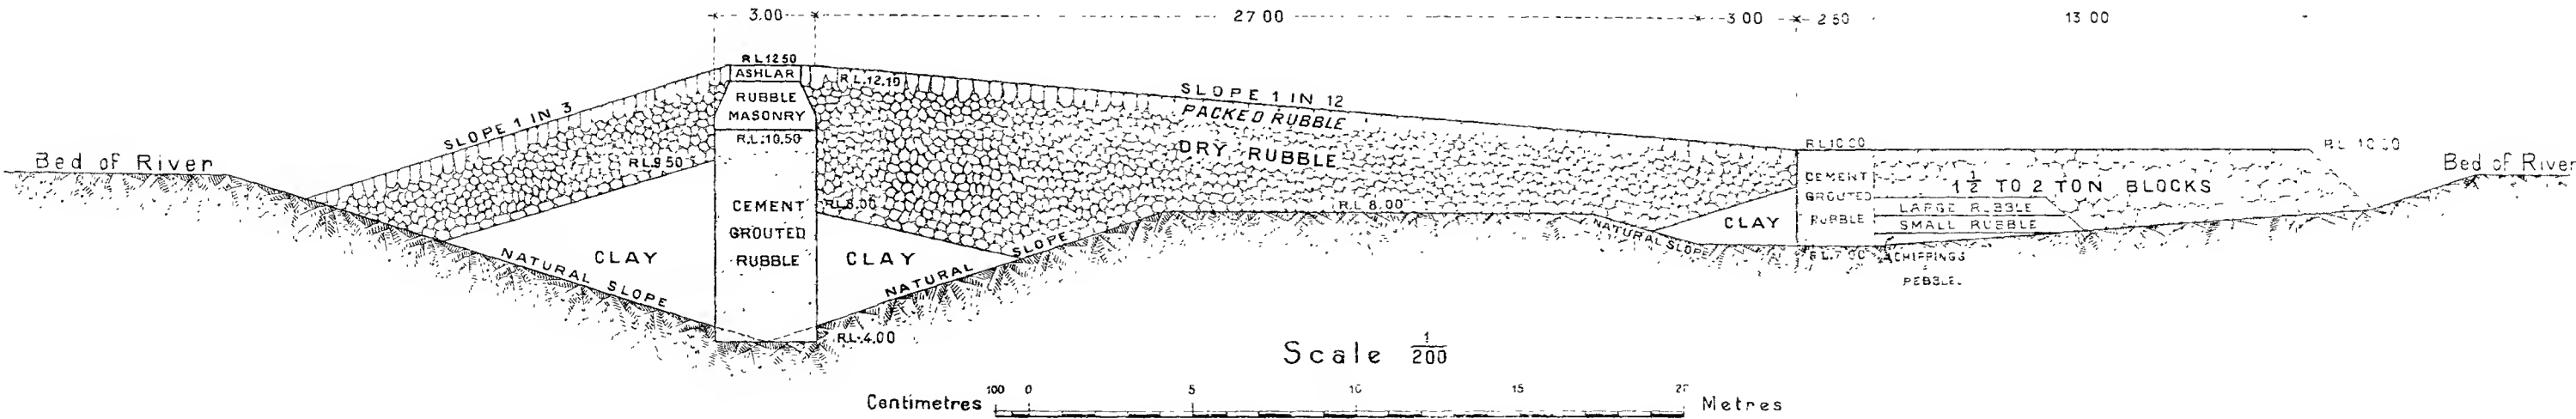 3.00 27 00 3 00 2 50 13 00
R L 12 50
ASHLAR
R.L.12.10
RUBBLE
MASONRY
R.L.10.50
SLOPE 1 IN 3
SLOPE 1 IN 12
PACKED RUBBLE
DRY RUBBLE
Bed of River
R.L.9 50
R L 10.00
Bed of River
CEMENT
GROUTED
RUBBLE
1 1/2 TO 2 TON BLOCKS
LARGE RUBBLE
SMALL RUBBLE
CEMENT
GROUTED
RUBBLE
R L 8.00
R L 8.00
CLAY
CLAY
CLAY
NATURAL SLOPE
NATURAL SLOPE
NATURAL SLOPE
R L 7.00
CHIPPINGS
PEBBLE
R L. 4.00
Scale 1/200
100 0 5 10 15
Centimetres Metres